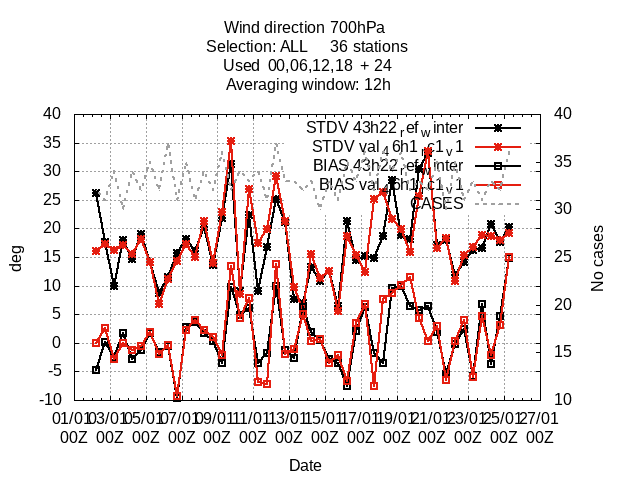 Wind direction 700hPa
Selection: ALL     36 stations
Used  00,06,12,18  + 24
Averaging window: 12h
40 35 30 25 20 15 10 5 0 -5 -10
deg
STDV 43h22_ref_winter
STDV val_46h1_rc1_v1
BIAS 43h22_ref_winter
BIAS val_46h1_rc1_v1
CASES
40 35 30 25 20 15 10
No cases
01/01 03/01 05/01 07/01 09/01 11/01 13/01 15/01 17/01 19/01 21/01 23/01 25/01 27/01
00Z 00Z 00Z 00Z 00Z 00Z 00Z 00Z 00Z 00Z 00Z 00Z 00Z 00Z
Date